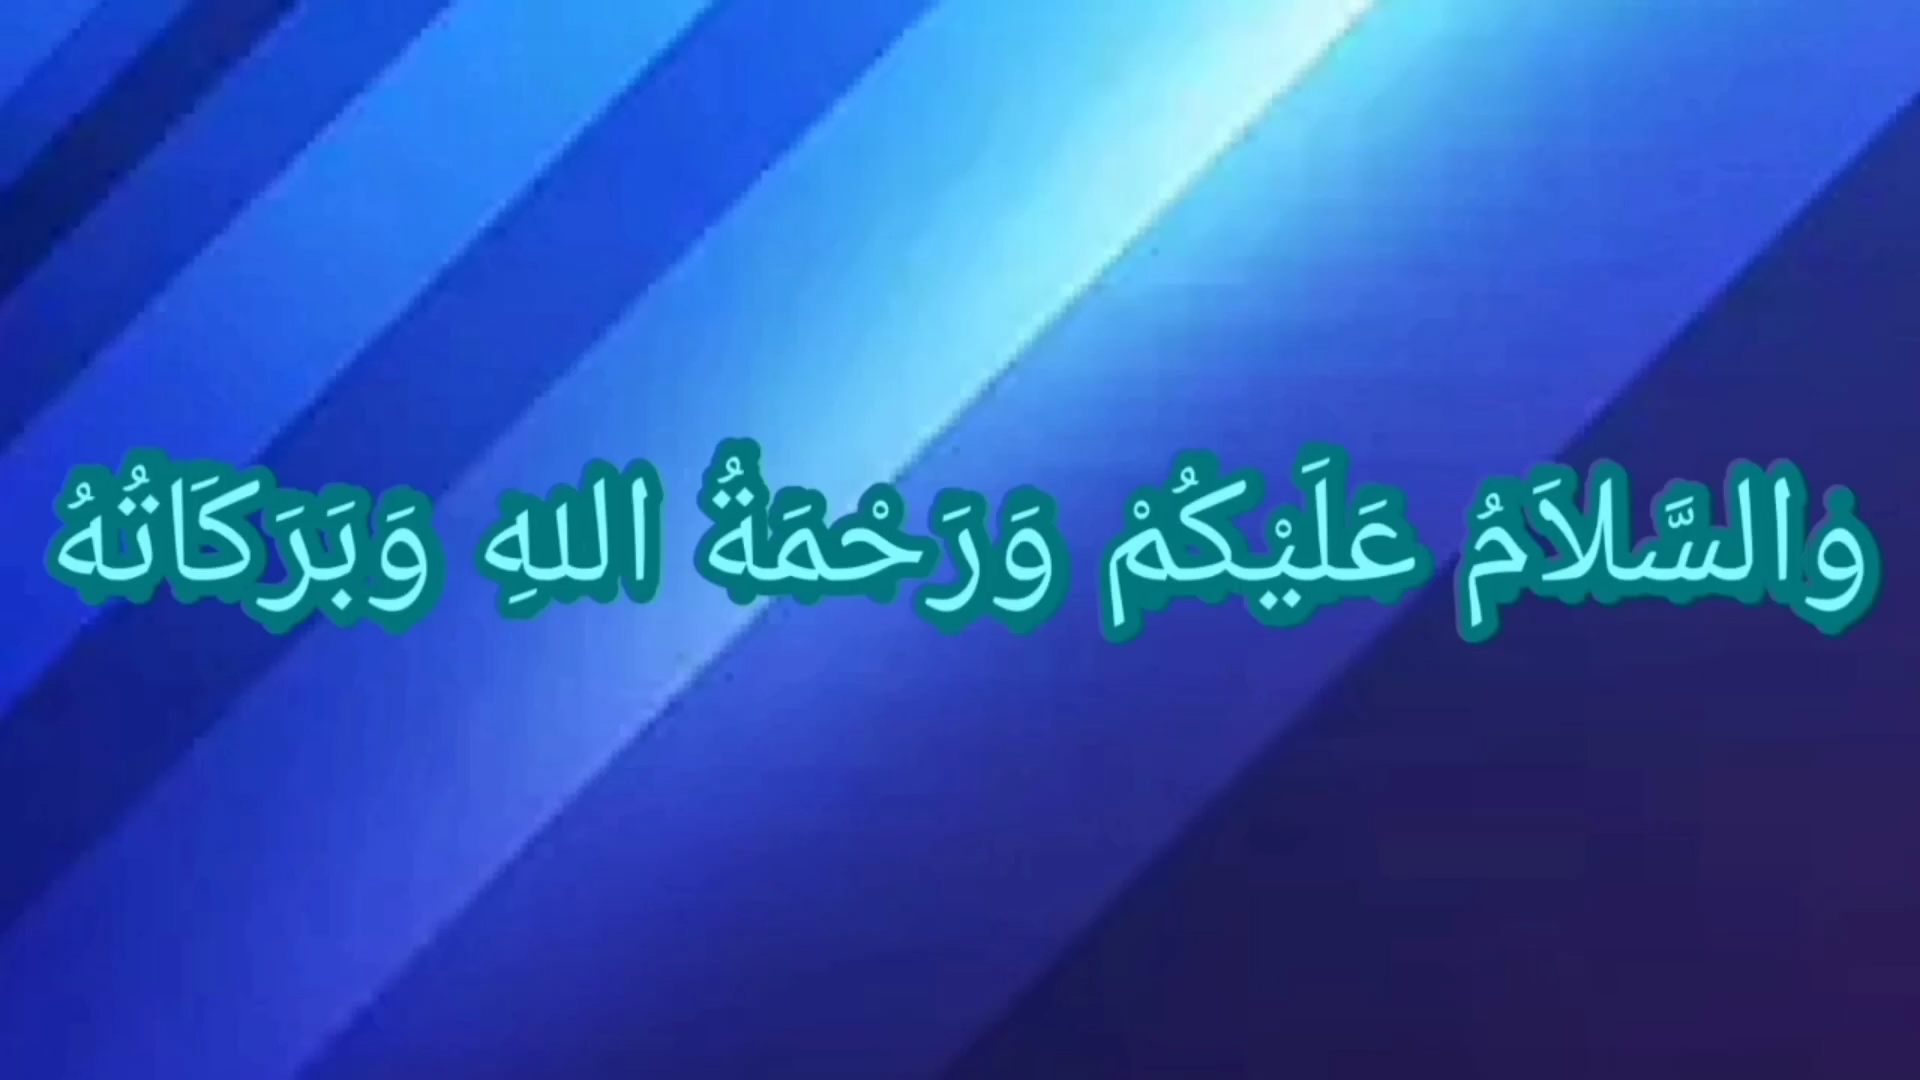 والسَّلاَمُ عَلَيْكُمْ وَرَحْمَةُ اللهِ وَبَرَكَاتُهُ